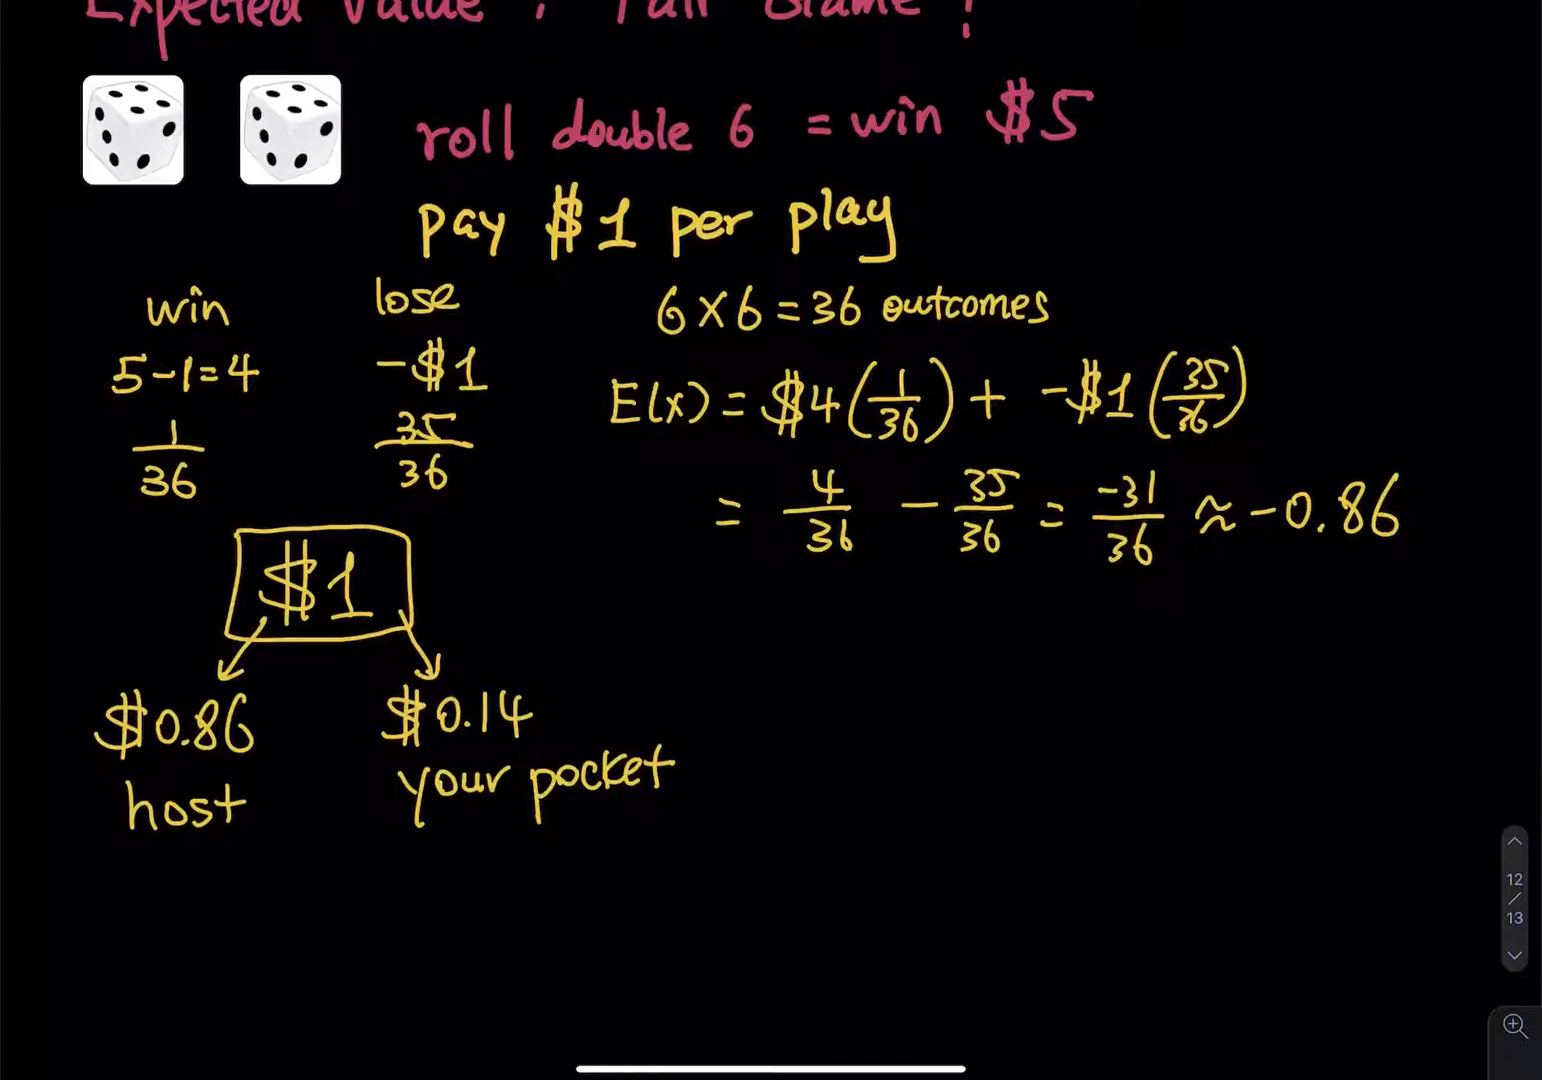 Expected Value ? Fair Game ?
roll double 6 = win $5
pay $1 per play
win lose
6 × 6 = 36 outcomes
5 - 1 = 4 -$1
E(x) = $4(1/36) + -$1(35/36)
1/36 35/36
= 4/36 - 35/36 = -31/36 ≈ -0.86
$1
$0.86 $0.14
host your pocket
12
/
13